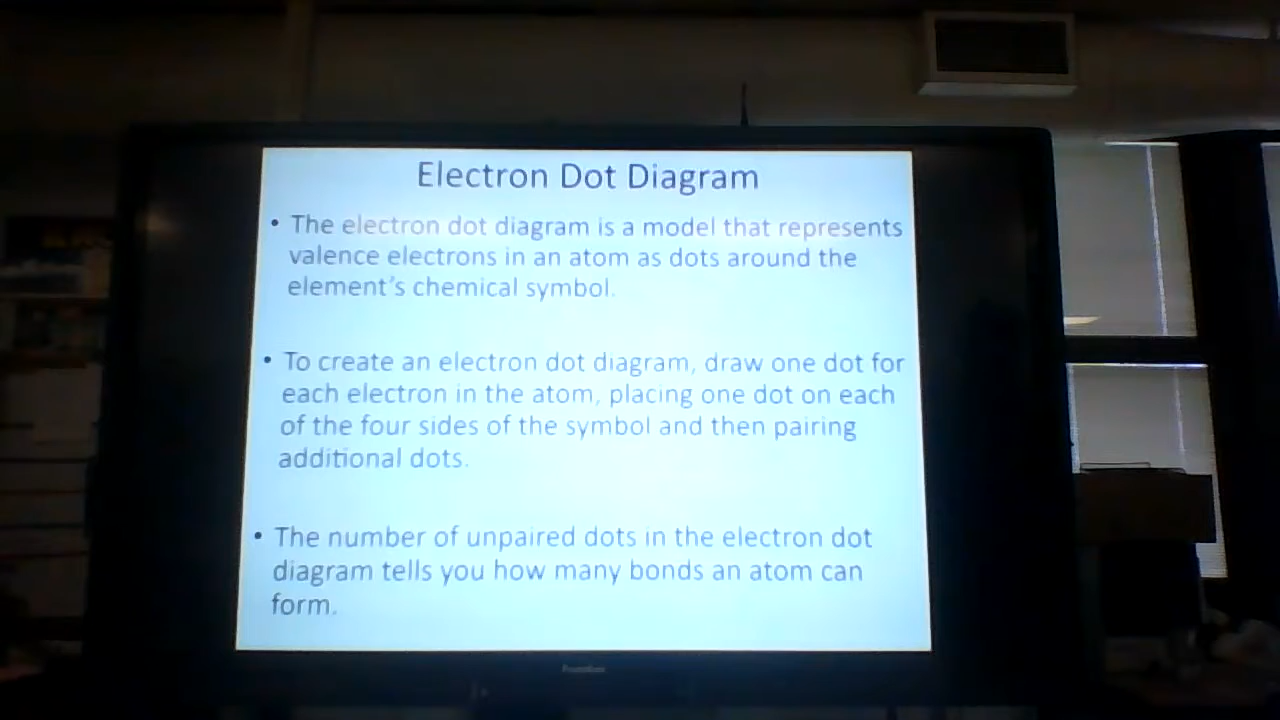 Electron Dot Diagram
• The electron dot diagram is a model that represents
valence electrons in an atom as dots around the
element's chemical symbol.
• To create an electron dot diagram, draw one dot for
each electron in the atom, placing one dot on each
of the four sides of the symbol and then pairing
additional dots.
• The number of unpaired dots in the electron dot
diagram tells you how many bonds an atom can
form.